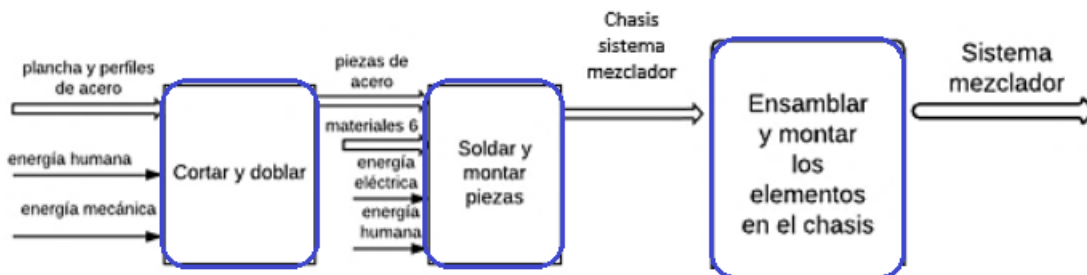 plancha y perfiles
de acero
energía humana
energía mecánica
Cortar y doblar
piezas de
acero
materiales 6
energía
eléctrica
energía
humana
Soldar y
montar
piezas
Chasis
sistema
mezclador
Ensamblar
y montar
los
elementos
en el chasis
Sistema
mezclador